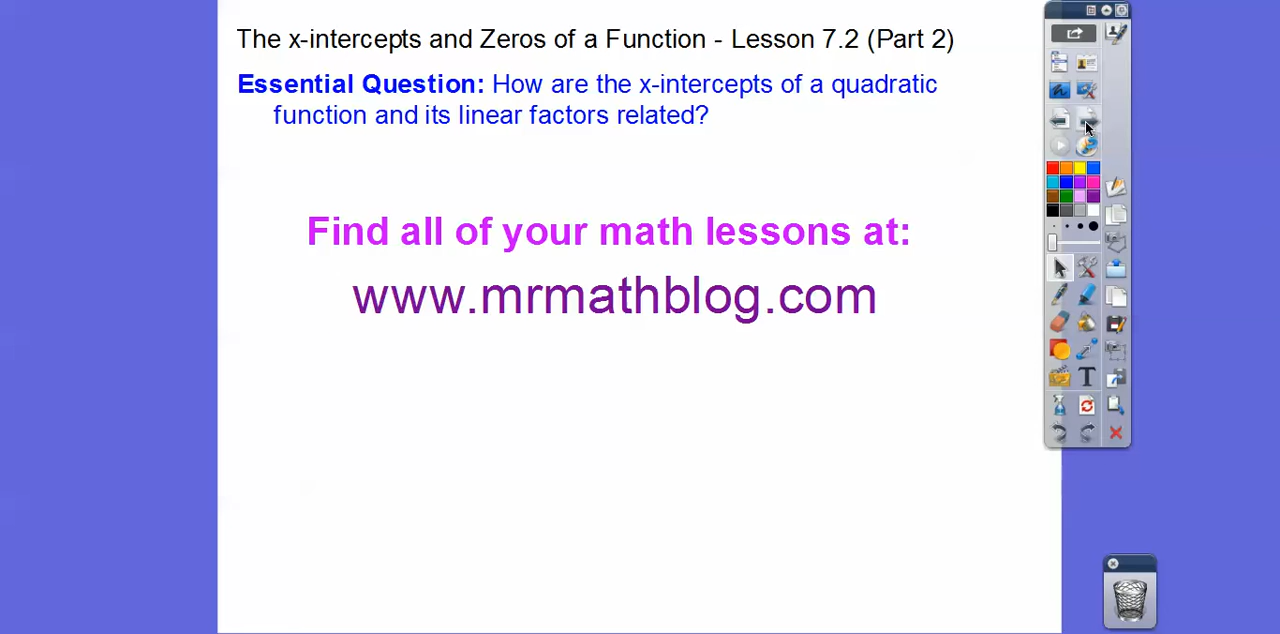 The x-intercepts and Zeros of a Function - Lesson 7.2 (Part 2)
Essential Question: How are the x-intercepts of a quadratic
function and its linear factors related?
Find all of your math lessons at:
www.mrmathblog.com